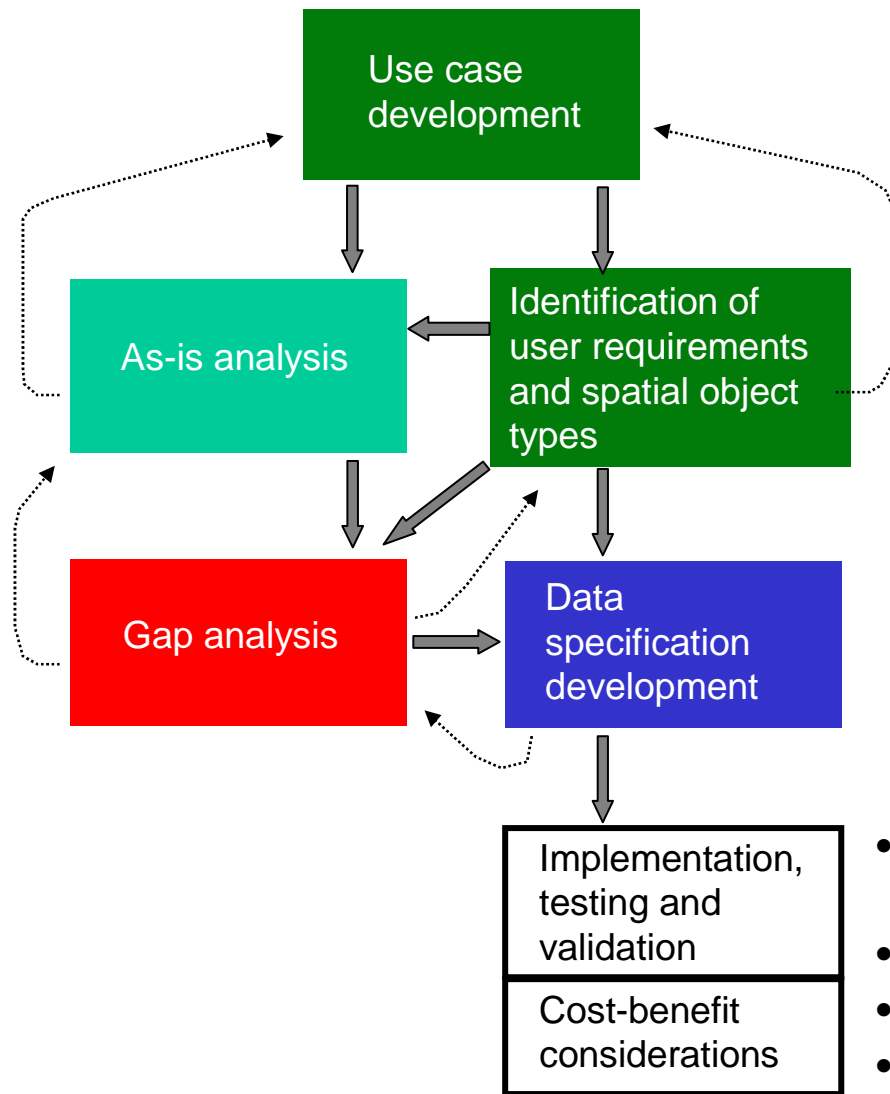 Use case
development
As-is analysis
Identification of
user requirements
and spatial object
types
Gap analysis
Data
specification
development
Implementation,
testing and
validation
Cost-benefit
considerations